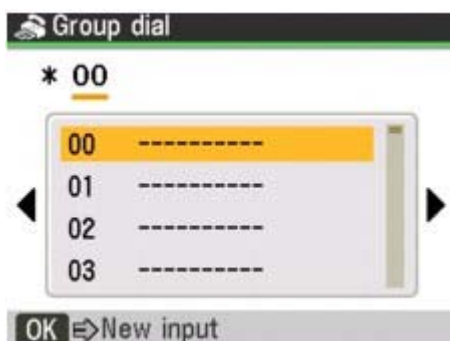 Group dial
* 00
00 ----------
01 ----------
02 ----------
03 ----------
OK ⇨New input